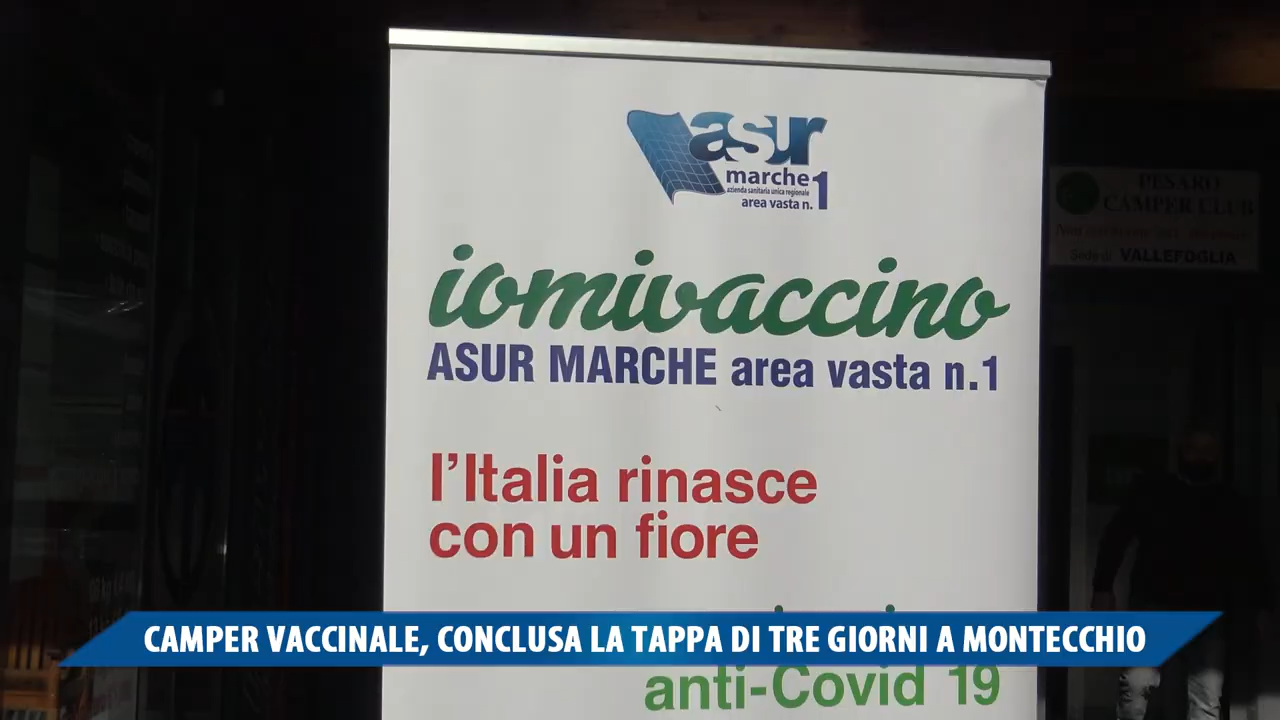 asur
marche 1
azienda sanitaria unica regionale
area vasta n.
iomivaccino
ASUR MARCHE area vasta n.1
l'Italia rinasce
con un fiore
anti-Covid 19
PESARO
CAMPER CLUB
Sede di VALLEFOGLIA
CAMPER VACCINALE, CONCLUSA LA TAPPA DI TRE GIORNI A MONTECCHIO